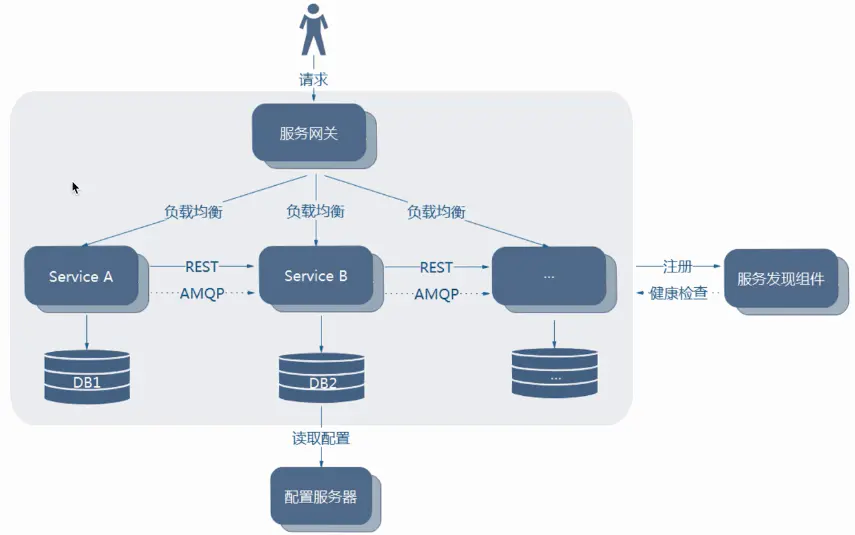 请求
服务网关
负载均衡
负载均衡
负载均衡
Service A
REST
AMQP
Service B
REST
AMQP
...
注册
健康检查
服务发现组件
DB1
DB2
...
读取配置
配置服务器